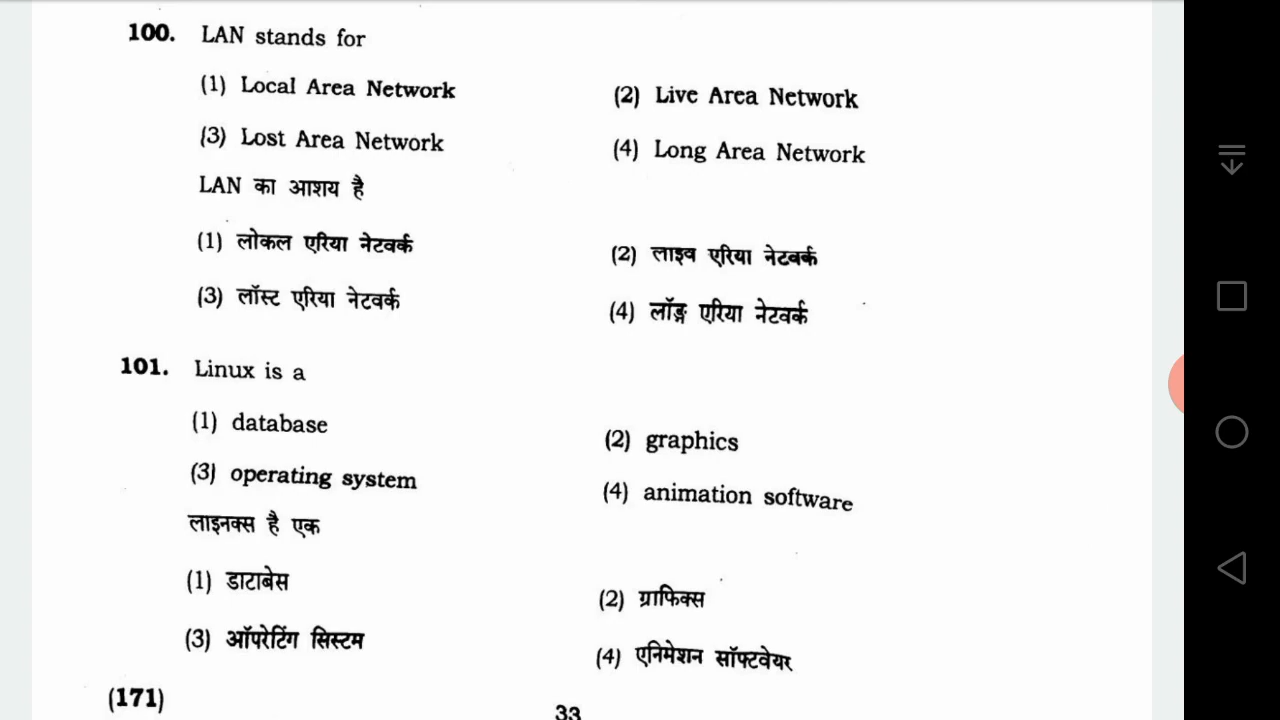 100. LAN stands for
(1) Local Area Network (2) Live Area Network
(3) Lost Area Network (4) Long Area Network
LAN का आशय है
(1) लोकल एरिया नेटवर्क (2) लाइव एरिया नेटवर्क
(3) लॉस्ट एरिया नेटवर्क (4) लॉङ्ग एरिया नेटवर्क
101. Linux is a
(1) database (2) graphics
(3) operating system (4) animation software
लाइनक्स है एक
(1) डाटाबेस (2) ग्राफिक्स
(3) ऑपरेटिंग सिस्टम (4) एनिमेशन सॉफ्टवेयर
(171) 33